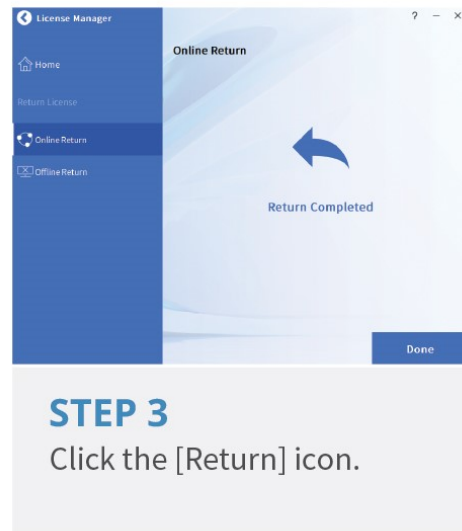 License Manager
? – ×
Home
Online Return
Return License
Online Return
Offline Return
Return Completed
Done
STEP 3
Click the [Return] icon.